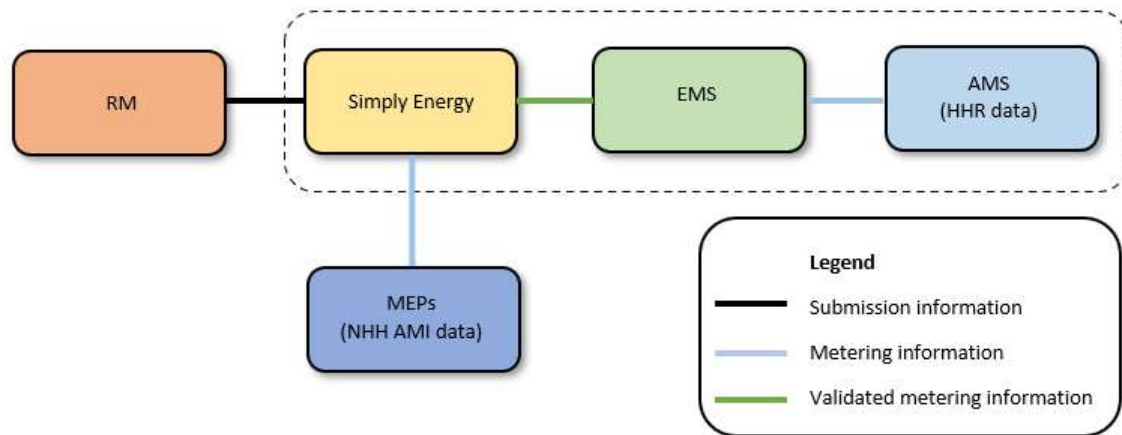 RM
Simply Energy
EMS
AMS
(HHR data)
MEPs
(NHH AMI data)
Legend
Submission information
Metering information
Validated metering information